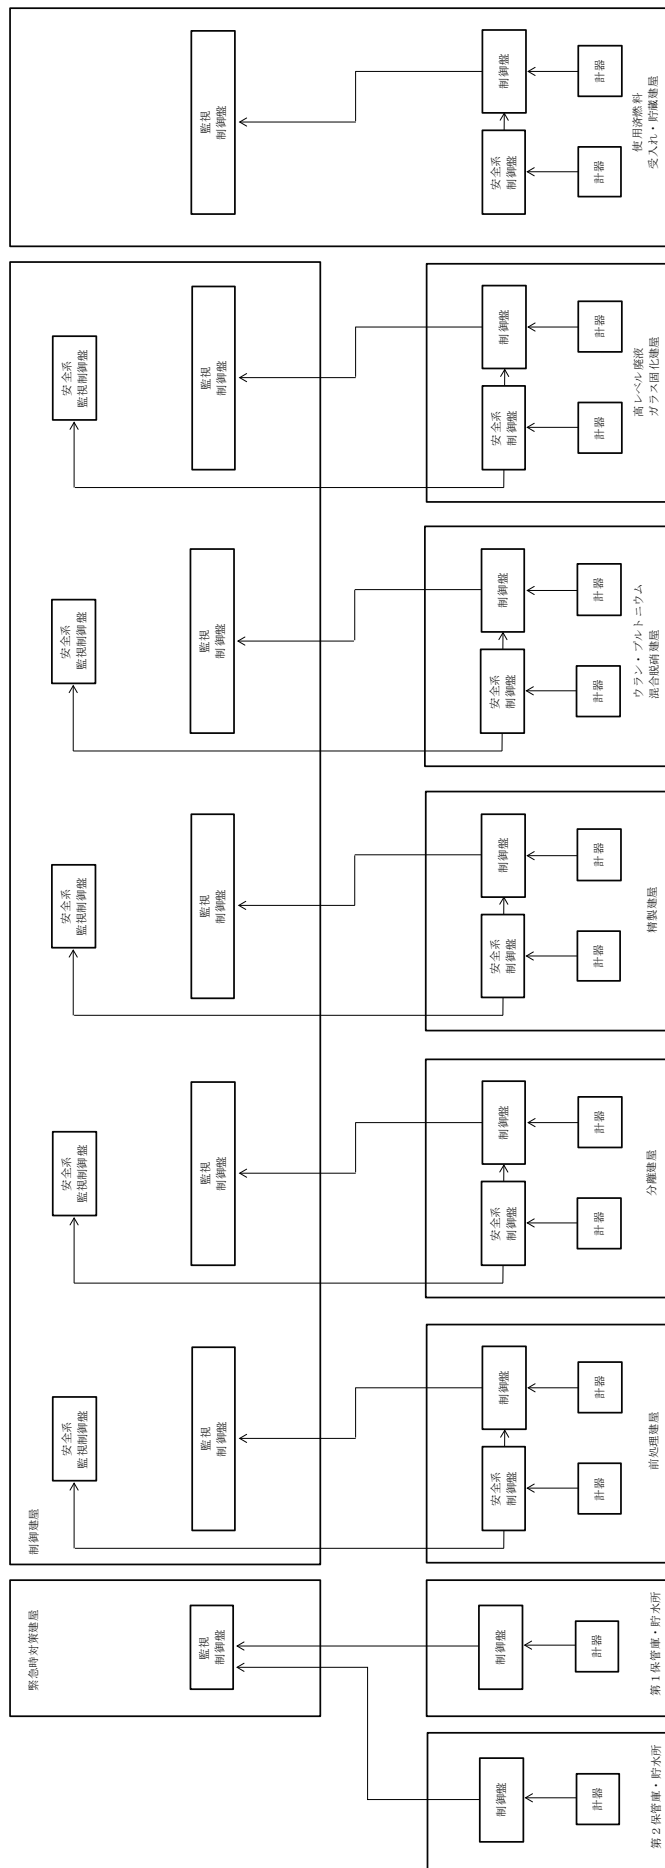 緊急時対策建屋
制御建屋
安全系
監視制御盤
安全系
監視制御盤
安全系
監視制御盤
安全系
監視制御盤
安全系
監視制御盤
監視
制御盤
監視
制御盤
監視
制御盤
監視
制御盤
監視
制御盤
監視
制御盤
監視
制御盤
制御盤
制御盤
安全系
制御盤
制御盤
安全系
制御盤
制御盤
安全系
制御盤
制御盤
安全系
制御盤
制御盤
安全系
制御盤
制御盤
安全系
制御盤
制御盤
計器
計器
計器
計器
計器
計器
計器
計器
計器
計器
計器
計器
計器
計器
第２保管庫・貯水所
第１保管庫・貯水所
前処理建屋
分離建屋
精製建屋
ウラン・プルトニウム
混合脱硝建屋
高レベル廃液
ガラス固化建屋
使用済燃料
受入れ・貯蔵建屋